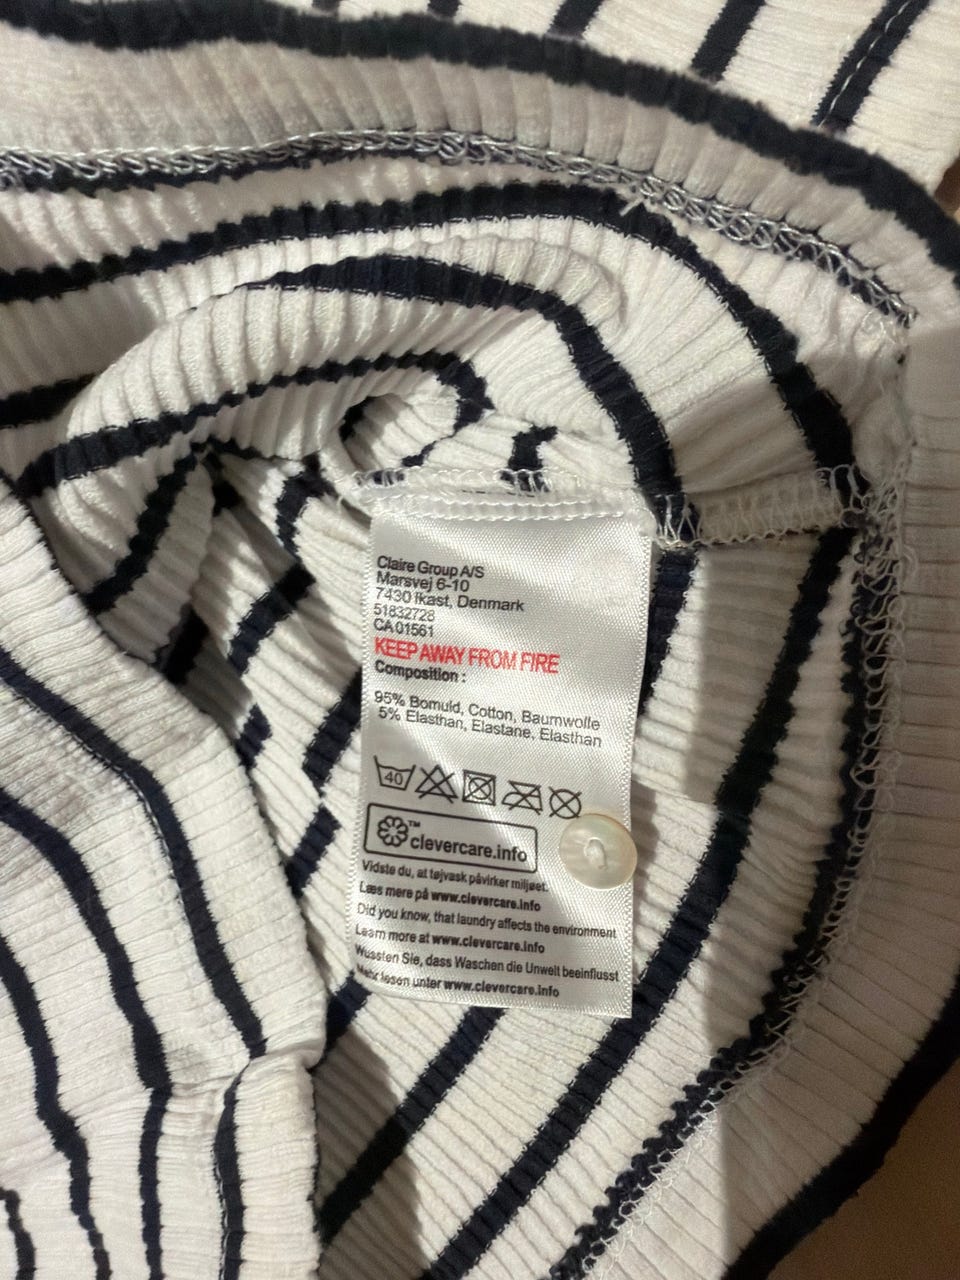 Claire Group A/S
Marsvej 6-10
7430 Ikast, Denmark
51832728
CA 01561
KEEP AWAY FROM FIRE
Composition :
95% Bomuld, Cotton, Baumwolle
5% Elasthan, Elastane, Elasthan
40
™
clevercare.info
Vidste du, at tøjvask påvirker miljøet.
Læs mere på www.clevercare.info
Did you know, that laundry affects the environment
Learn more at www.clevercare.info
Wussten Sie, dass Waschen die Umwelt beeinflusst
Mehr lesen unter www.clevercare.info